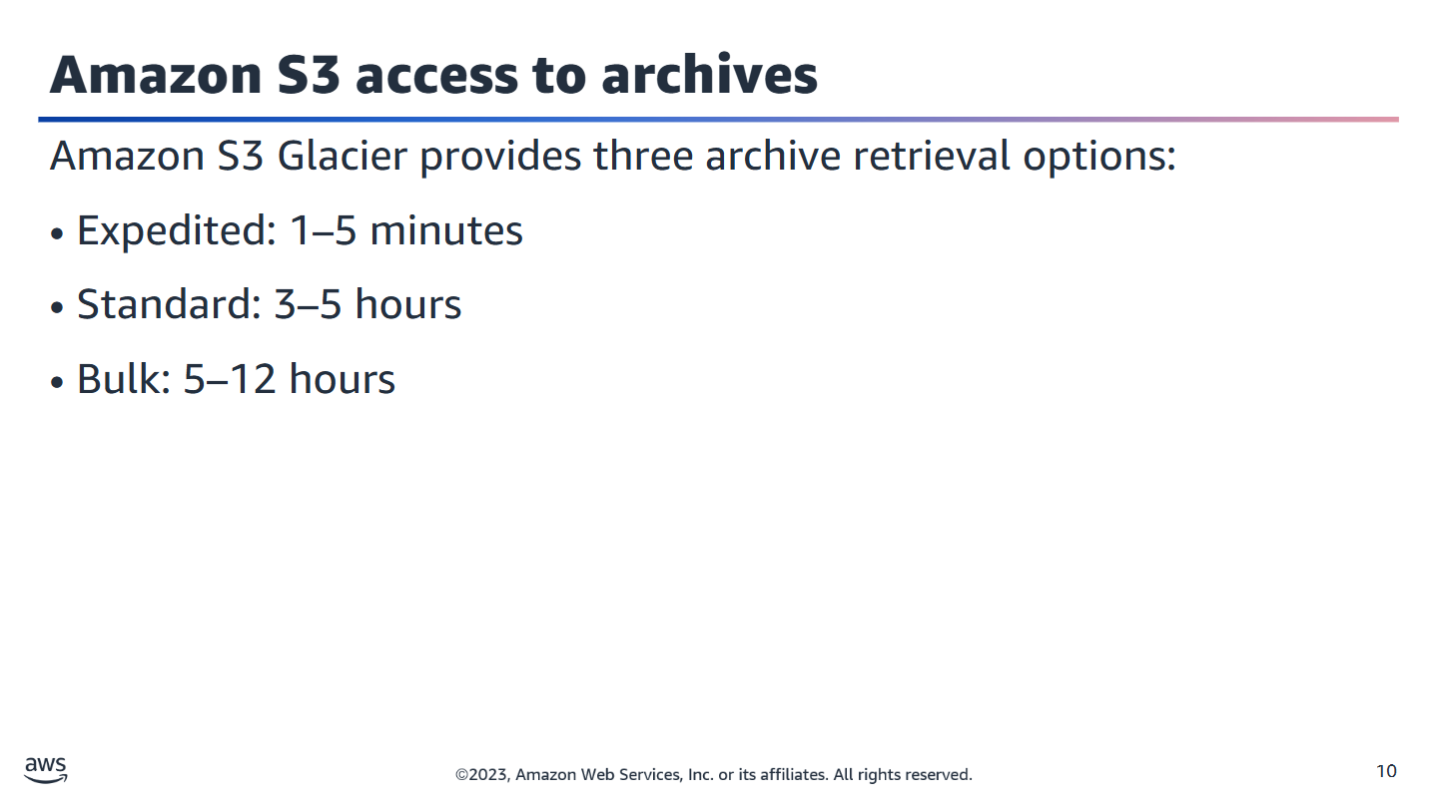 Amazon S3 access to archives
Amazon S3 Glacier provides three archive retrieval options:
• Expedited: 1–5 minutes
• Standard: 3–5 hours
• Bulk: 5–12 hours
aws
©2023, Amazon Web Services, Inc. or its affiliates. All rights reserved.
10